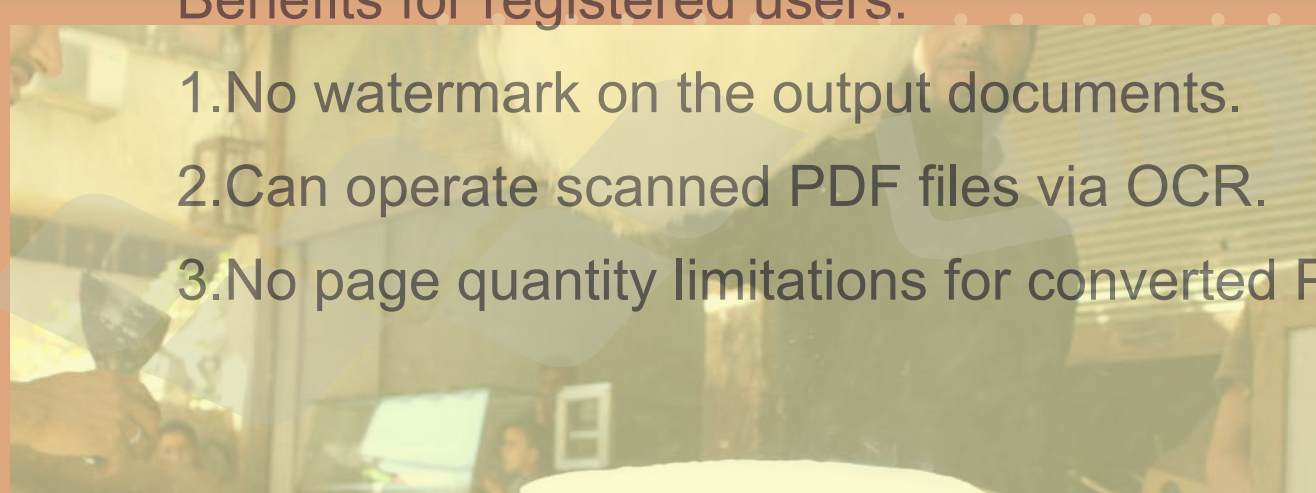 Benefits for registered users:
1.No watermark on the output documents.
2.Can operate scanned PDF files via OCR.
3.No page quantity limitations for converted